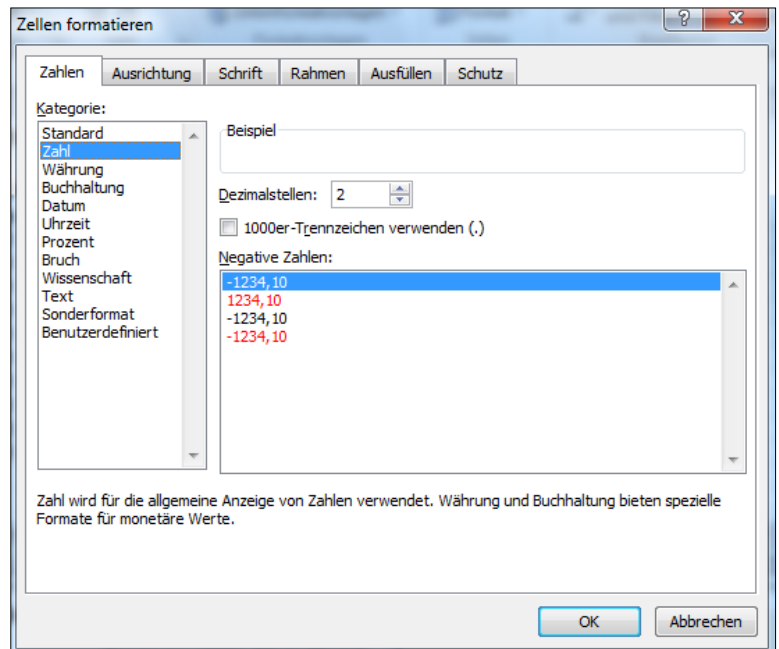 Zellen formatieren
Zahlen Ausrichtung Schrift Rahmen Ausfüllen Schutz
Kategorie:
Standard
Zahl
Währung
Buchhaltung
Datum
Uhrzeit
Prozent
Bruch
Wissenschaft
Text
Sonderformat
Benutzerdefiniert
Beispiel
Dezimalstellen: 2
1000er-Trennzeichen verwenden (.)
Negative Zahlen:
-1234,10
1234,10
-1234,10
-1234,10
Zahl wird für die allgemeine Anzeige von Zahlen verwendet. Währung und Buchhaltung bieten spezielle
Formate für monetäre Werte.
OK Abbrechen